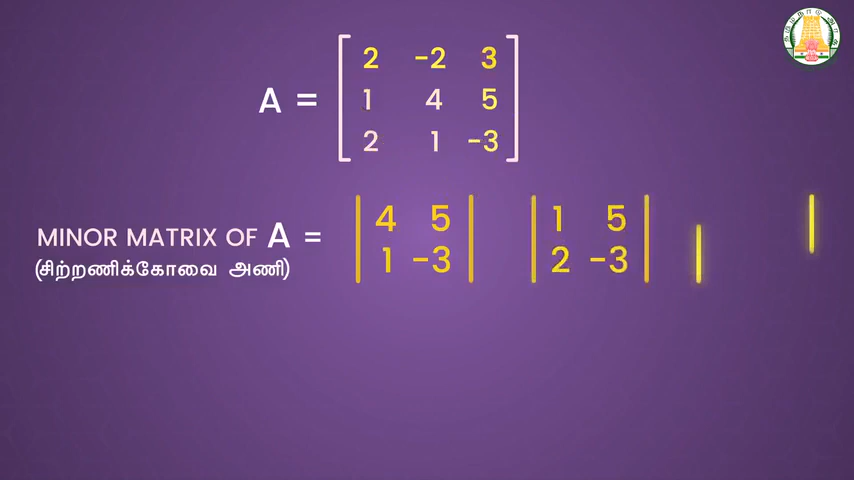 2 -2 3
A = 1 4 5
2 1 -3
4 5 1 5
MINOR MATRIX OF A =
1 -3 2 -3
(சிற்றணிக்கோவை அணி)